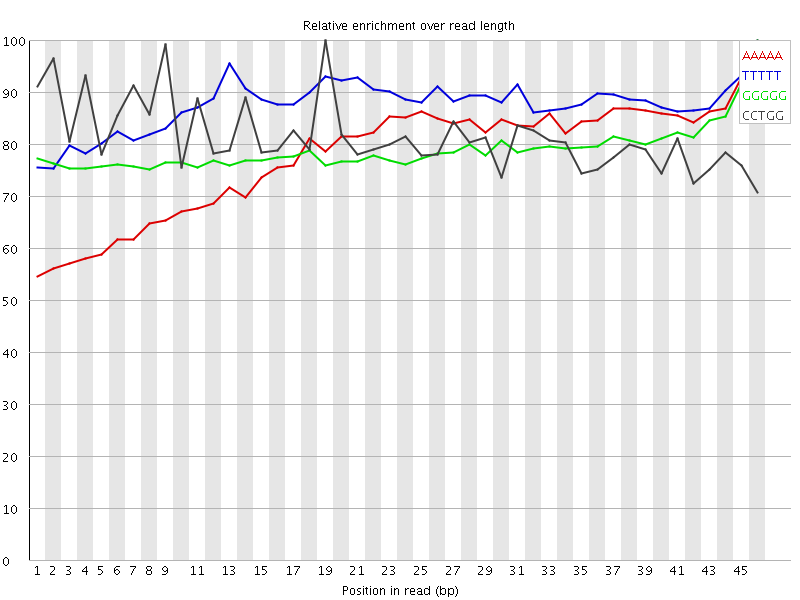 Relative enrichment over read length
100
90
80
70
60
50
40
30
20
10
0
AAAAA
TTTTT
GGGGG
CCTGG
1 2 3 4 5 6 7 8 9 11 13 15 17 19 21 23 25 27 29 31 33 35 37 39 41 43 45
Position in read (bp)